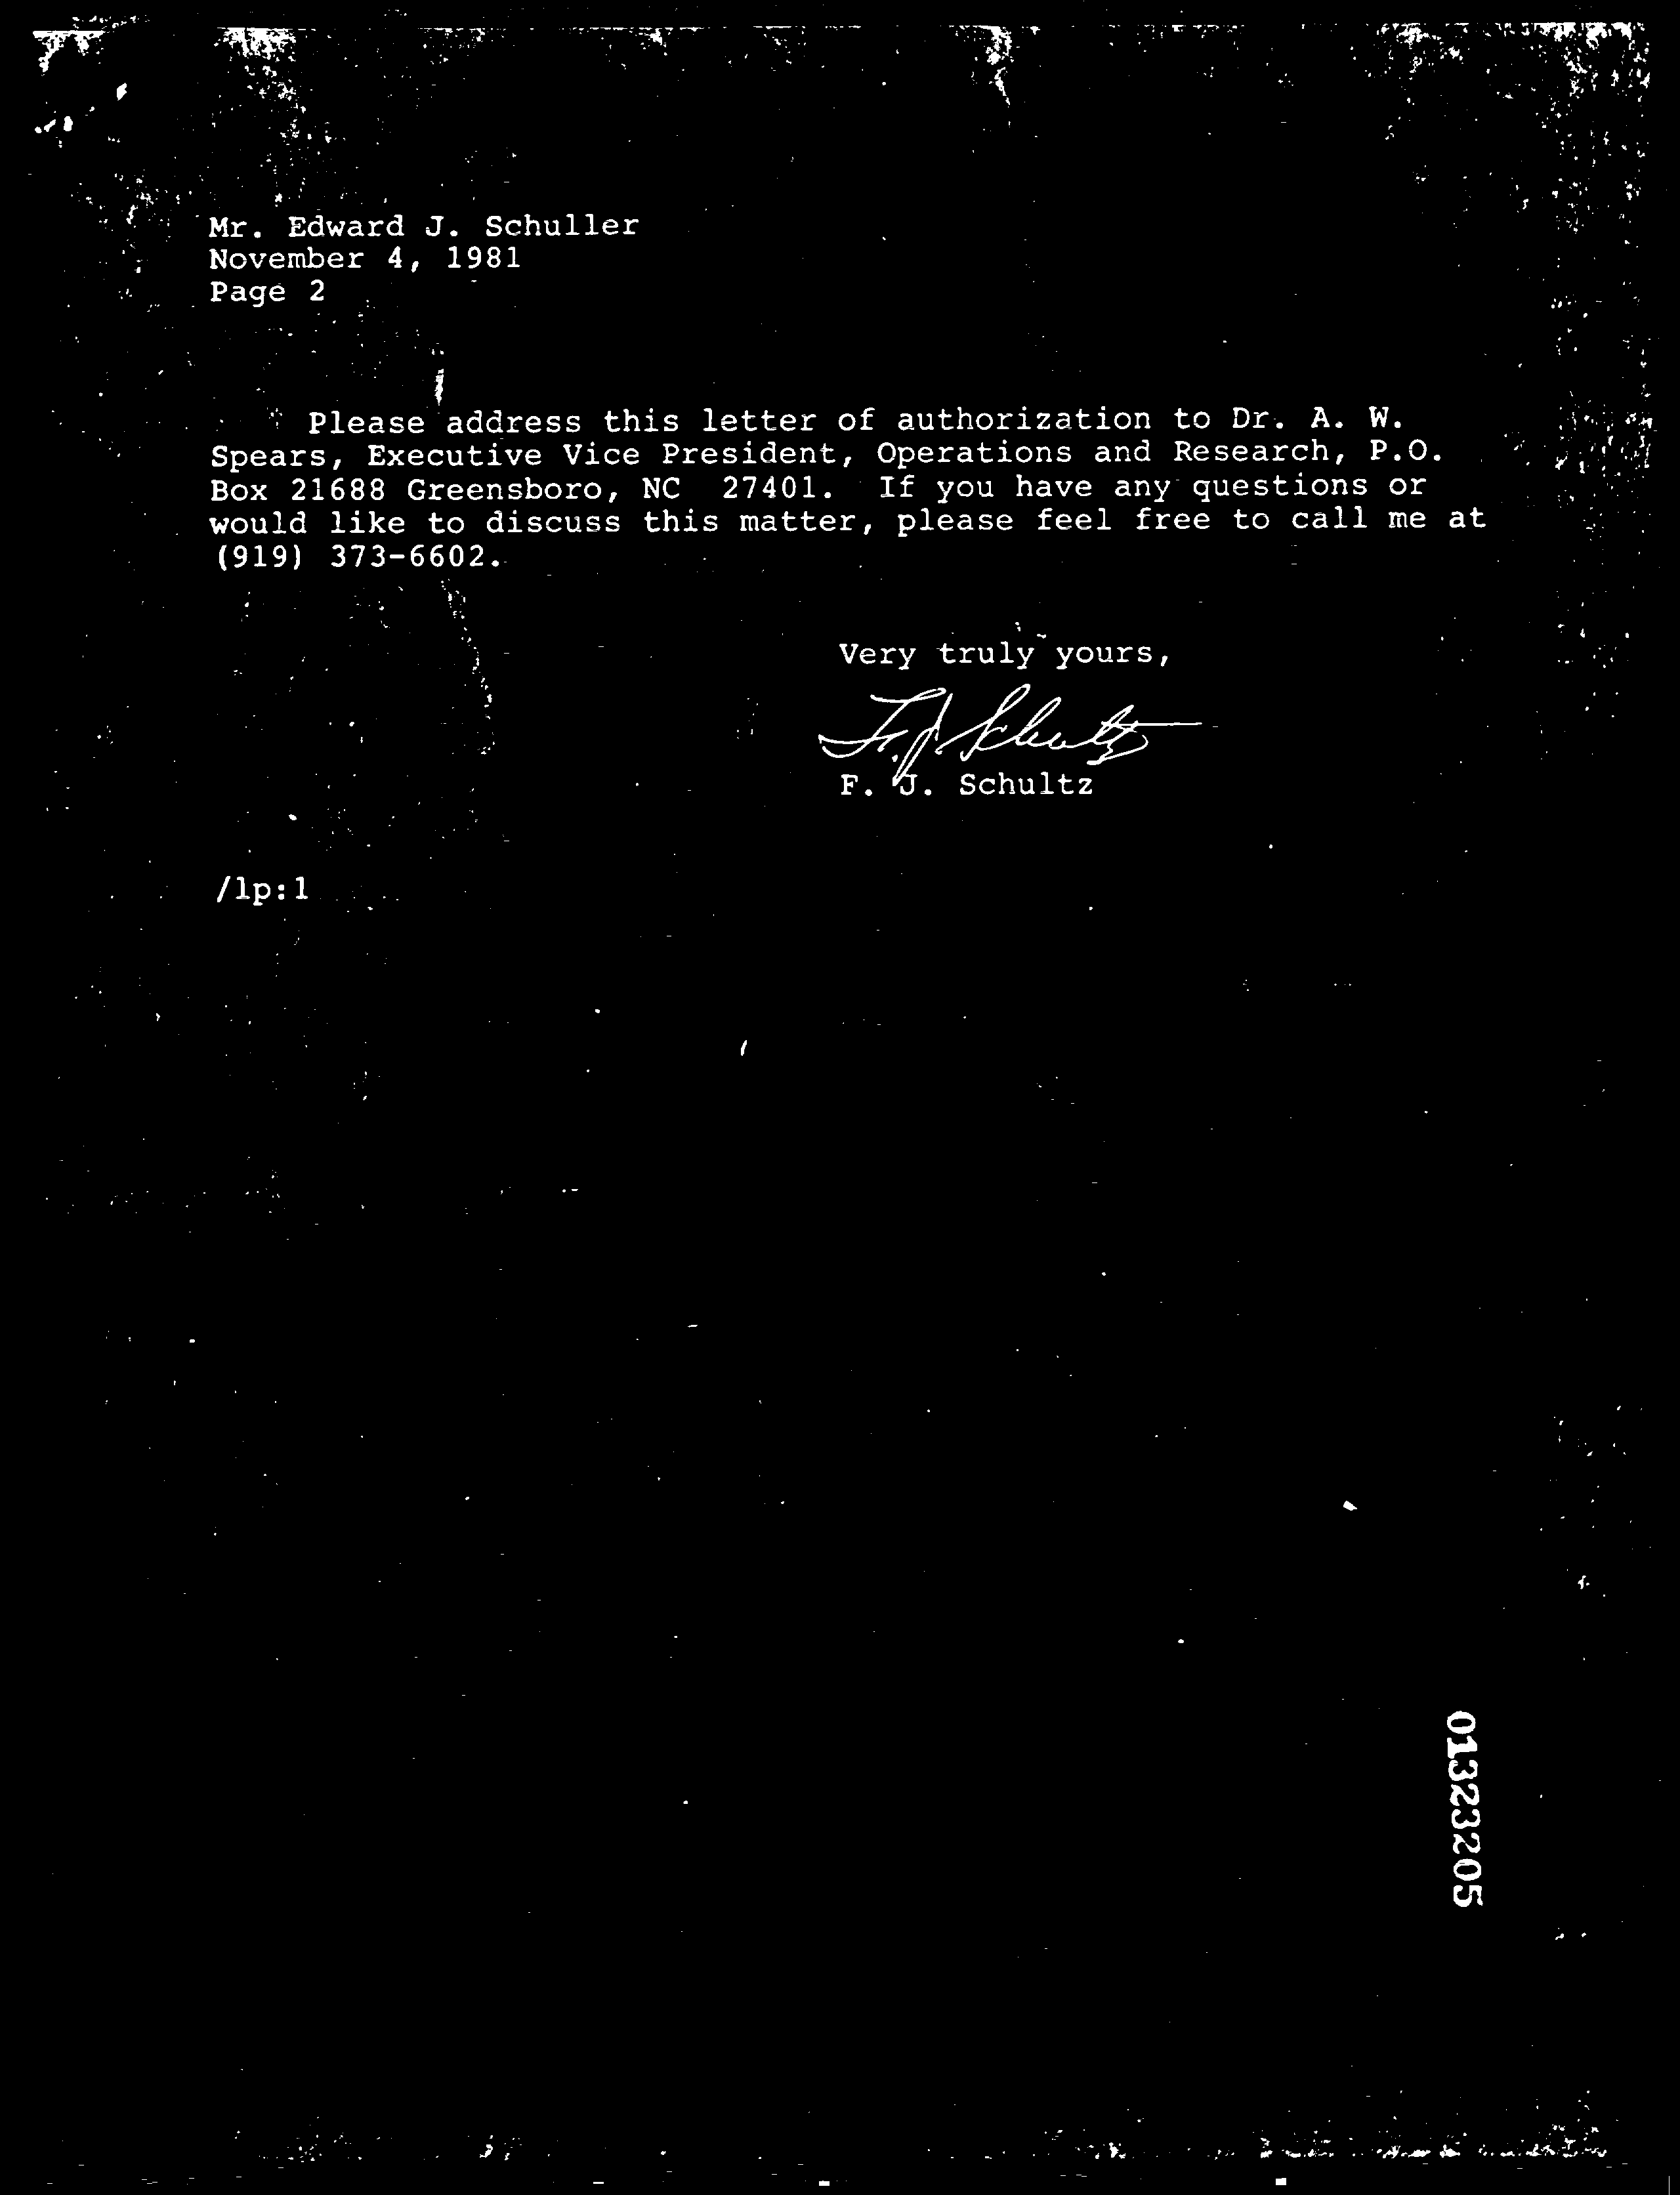 Mr. Edward J. Schuller
November 4, 1981
Page 2
Please address this letter of authorization to Dr. A. W.
Spears, Executive Vice President, Operations and Research, P.O.
Box 21688 Greensboro, NC 27401. If you have any questions or
would like to discuss this matter, please feel free to call me at
(919) 373-6602.
Very truly yours,
F. J. Schultz
F. J. Schultz
/lp:1
01323205